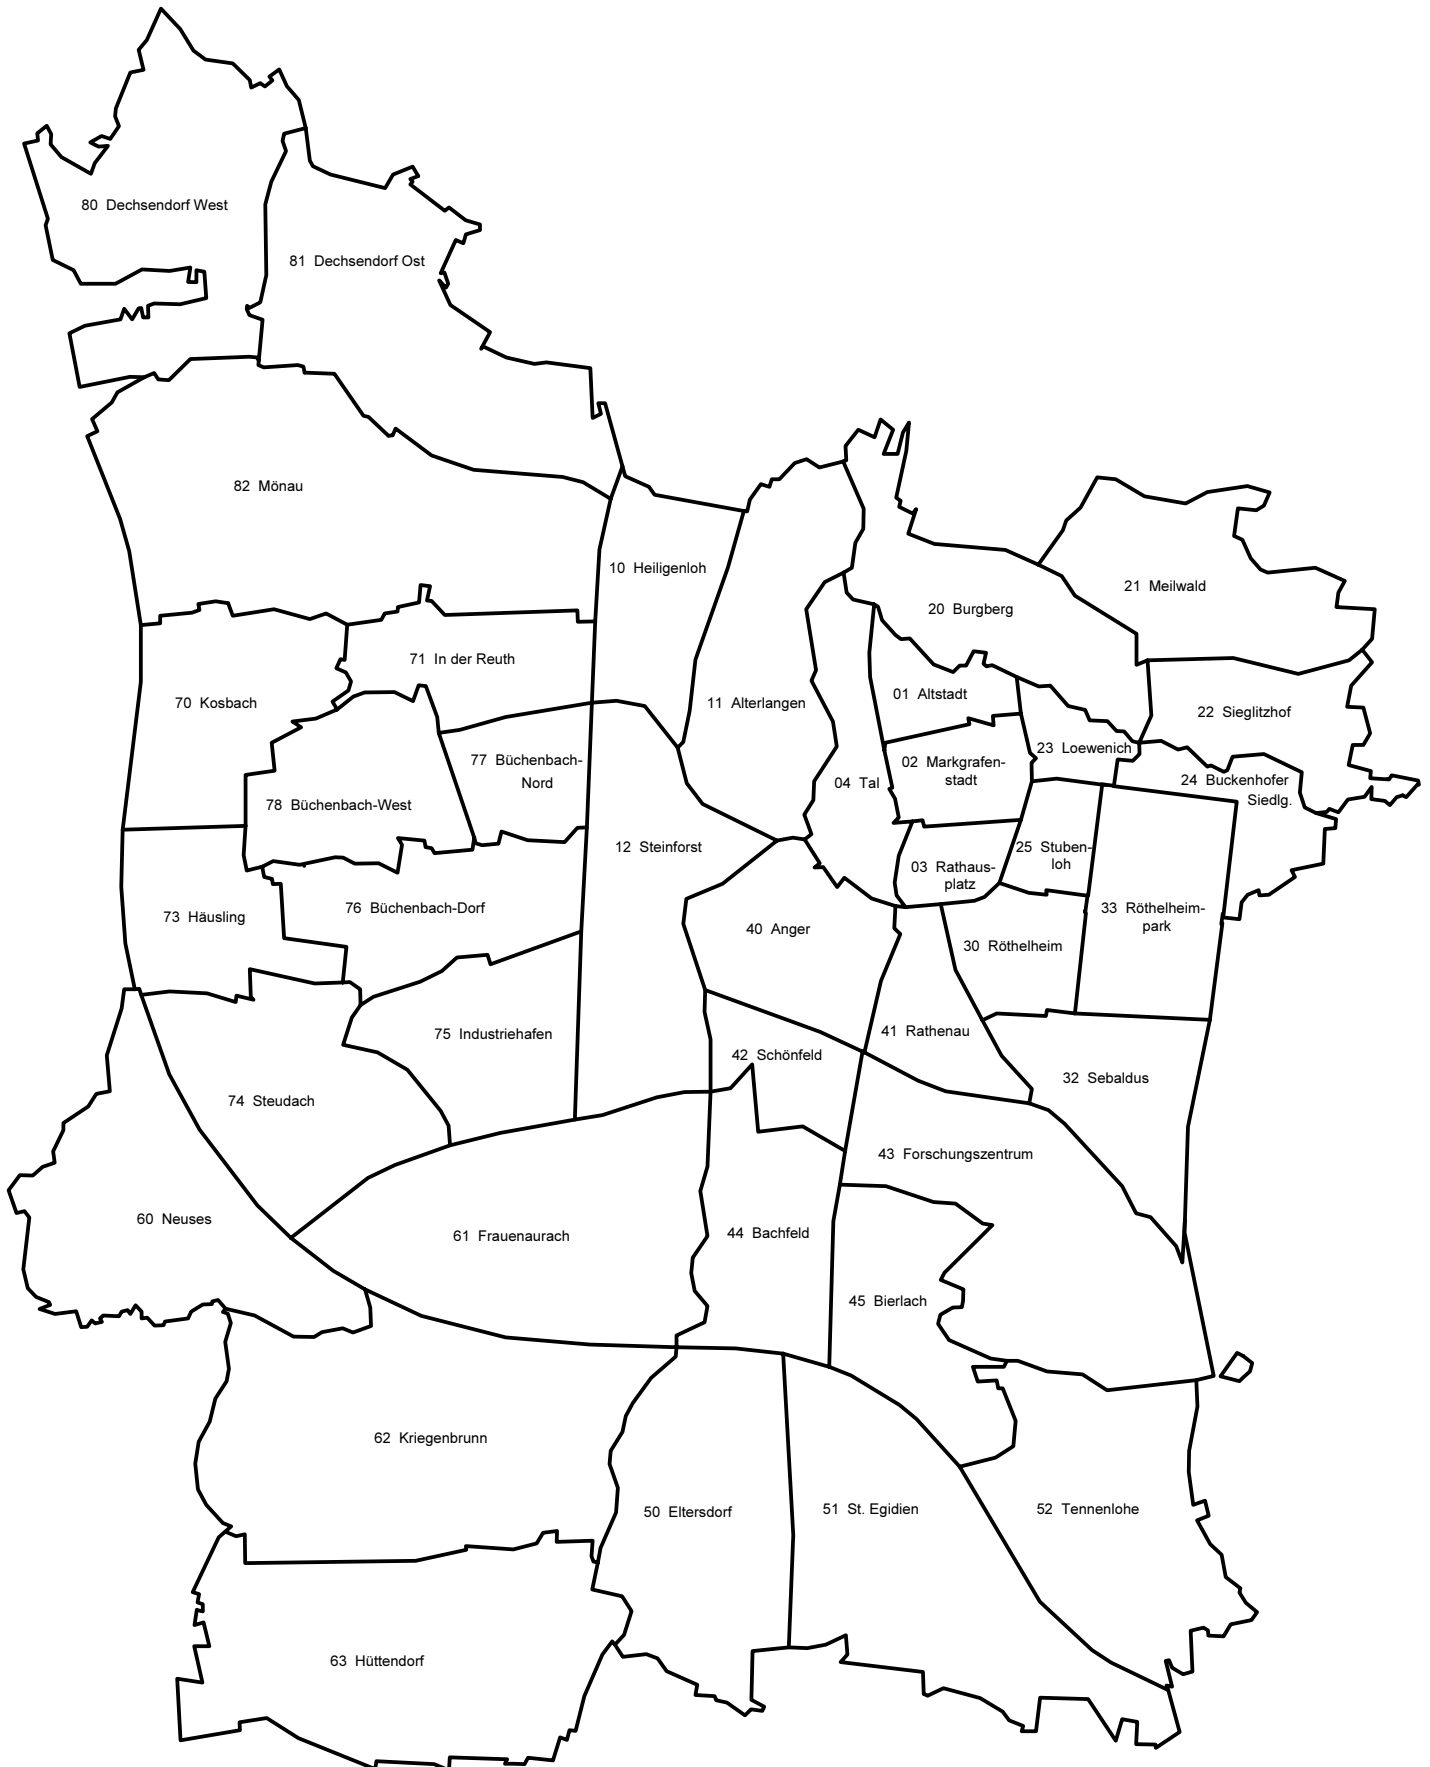 80 Dechsendorf West
81 Dechsendorf Ost
82 Mönau
10 Heiligenloh
21 Meilwald
20 Burgberg
71 In der Reuth
01 Altstadt
70 Kosbach
11 Alterlangen
22 Sieglitzhof
23 Loewenich
77 Büchenbach-
Nord
02 Markgrafen-
stadt
04 Tal
24 Buckenhofer
Siedlg.
78 Büchenbach-West
12 Steinforst
25 Stuben-
loh
03 Rathaus-
platz
76 Büchenbach-Dorf
73 Häusling
33 Röthelheim-
park
40 Anger
30 Röthelheim
75 Industriehafen
41 Rathenau
42 Schönfeld
32 Sebaldus
74 Steudach
43 Forschungszentrum
60 Neuses
61 Frauenaurach
44 Bachfeld
45 Bierlach
62 Kriegenbrunn
50 Eltersdorf
51 St. Egidien
52 Tennenlohe
63 Hüttendorf